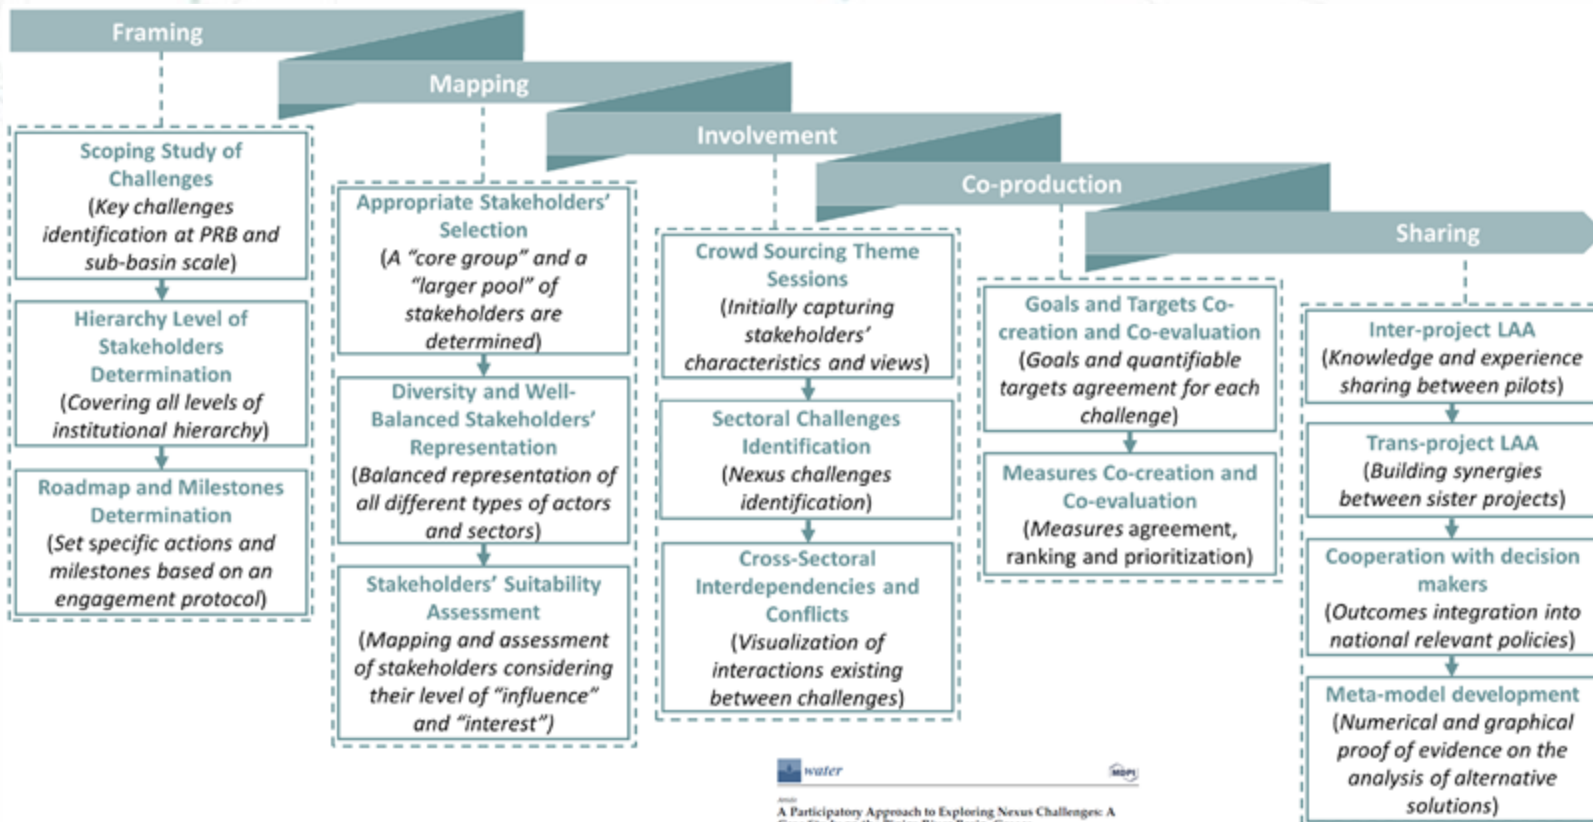 Framing
Mapping
Involvement
Co-production
Sharing
Scoping Study of
Challenges
(Key challenges
identification at PRB and
sub-basin scale)
Hierarchy Level of
Stakeholders
Determination
(Covering all levels of
institutional hierarchy)
Roadmap and Milestones
Determination
(Set specific actions and
milestones based on an
engagement protocol)
Appropriate Stakeholders’
Selection
(A “core group” and a
“larger pool” of
stakeholders are
determined)
Diversity and Well-
Balanced Stakeholders’
Representation
(Balanced representation of
all different types of actors
and sectors)
Stakeholders’ Suitability
Assessment
(Mapping and assessment
of stakeholders considering
their level of “influence”
and “interest”)
Crowd Sourcing Theme
Sessions
(Initially capturing
stakeholders’
characteristics and views)
Sectoral Challenges
Identification
(Nexus challenges
identification)
Cross-Sectoral
Interdependencies and
Conflicts
(Visualization of
interactions existing
between challenges)
Goals and Targets Co-
creation and Co-evaluation
(Goals and quantifiable
targets agreement for each
challenge)
Measures Co-creation and
Co-evaluation
(Measures agreement,
ranking and prioritization)
Inter-project LAA
(Knowledge and experience
sharing between pilots)
Trans-project LAA
(Building synergies
between sister projects)
Cooperation with decision
makers
(Outcomes integration into
national relevant policies)
Meta-model development
(Numerical and graphical
proof of evidence on the
analysis of alternative
solutions)
water
MDPI
Article
A Participatory Approach to Exploring Nexus Challenges: A